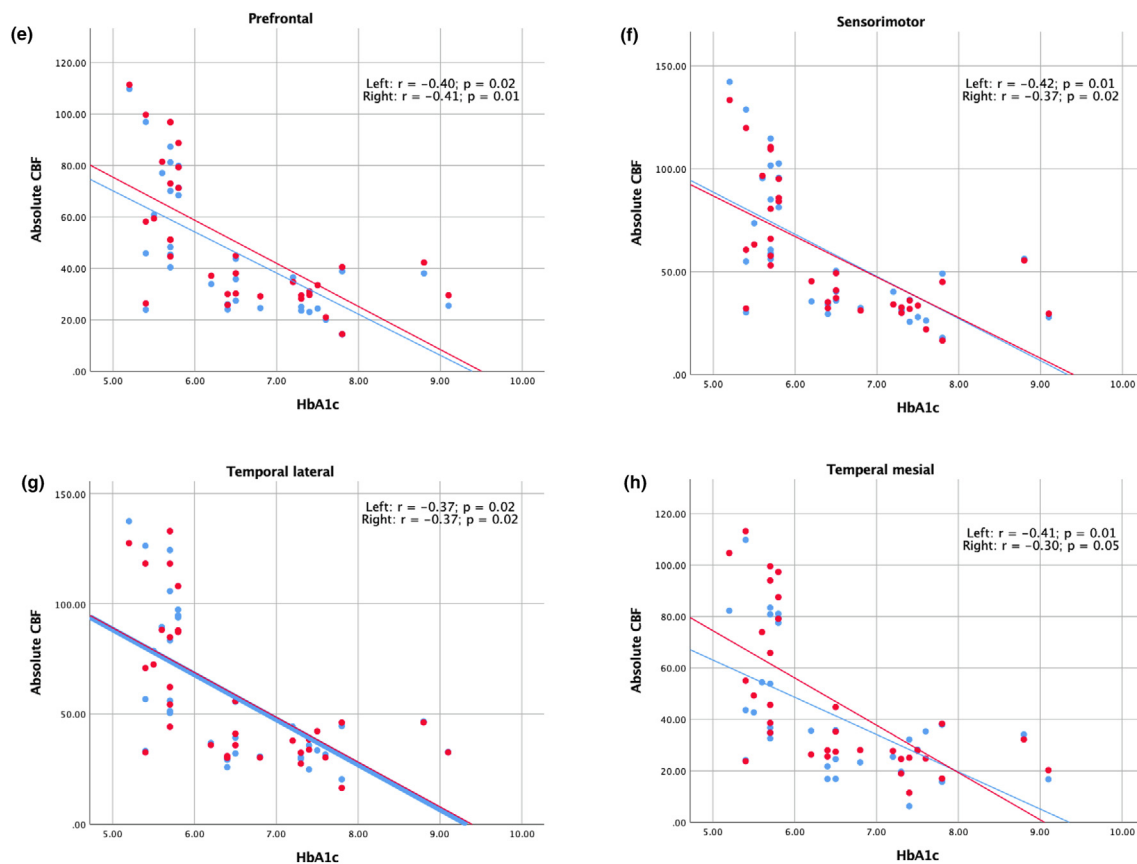 (e)
Prefrontal
Left: r = −0.40; p = 0.02
Right: r = −0.41; p = 0.01
Absolute CBF
120.00
100.00
80.00
60.00
40.00
20.00
.00
5.00 6.00 7.00 8.00 9.00 10.00
HbA1c
(f)
Sensorimotor
Left: r = −0.42; p = 0.01
Right: r = −0.37; p = 0.02
Absolute CBF
150.00
100.00
50.00
.00
5.00 6.00 7.00 8.00 9.00 10.00
HbA1c
(g)
Temporal lateral
Left: r = −0.37; p = 0.02
Right: r = −0.37; p = 0.02
Absolute CBF
150.00
100.00
50.00
.00
5.00 6.00 7.00 8.00 9.00 10.00
HbA1c
(h)
Temperal mesial
Left: r = −0.41; p = 0.01
Right: r = −0.30; p = 0.05
Absolute CBF
120.00
100.00
80.00
60.00
40.00
20.00
.00
5.00 6.00 7.00 8.00 9.00 10.00
HbA1c